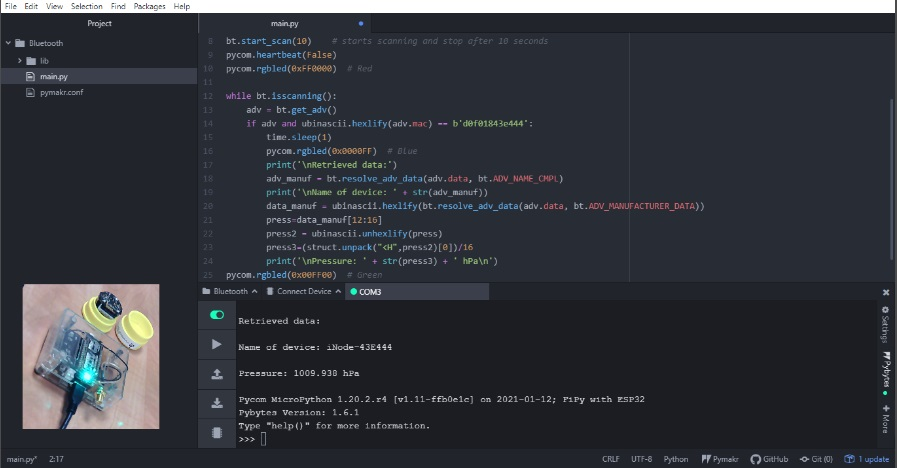 File Edit View Selection Find Packages Help
Project
main.py
Bluetooth
lib
main.py
pymakr.conf
8 bt.start_scan(10) # starts scanning and stop after 10 seconds
9 pycom.heartbeat(False)
10 pycom.rgbled(0xFF0000) # Red
11
12 while bt.isscanning():
13 adv = bt.get_adv()
14 if adv and ubinascii.hexlify(adv.mac) == b'd0f01843e444':
15 time.sleep(1)
16 pycom.rgbled(0x0000FF) # Blue
17 print('\nRetrieved data:')
18 adv_manuf = bt.resolve_adv_data(adv.data, bt.ADV_NAME_CMPL)
19 print('\nName of device: ' + str(adv_manuf))
20 data_manuf = ubinascii.hexlify(bt.resolve_adv_data(adv.data, bt.ADV_MANUFACTURER_DATA))
21 press=data_manuf[12:16]
22 press2 = ubinascii.unhexlify(press)
23 press3=(struct.unpack("<H",press2)[0])/16
24 print('\nPressure: ' + str(press3) + ' hPa\n')
25 pycom.rgbled(0x00FF00) # Green
Bluetooth Connect Device COM3
Retrieved data:
Name of device: iNode-43E444
Pressure: 1009.938 hPa
Pycom MicroPython 1.20.2.r4 [v1.11-ffb0e1c] on 2021-01-12; FiPy with ESP32
Pybytes Version: 1.6.1
Type "help()" for more information.
>>>
Settings
Pybytes
More
main.py* 2:17 CRLF UTF-8 Python Pymakr GitHub Git (0) 1 update